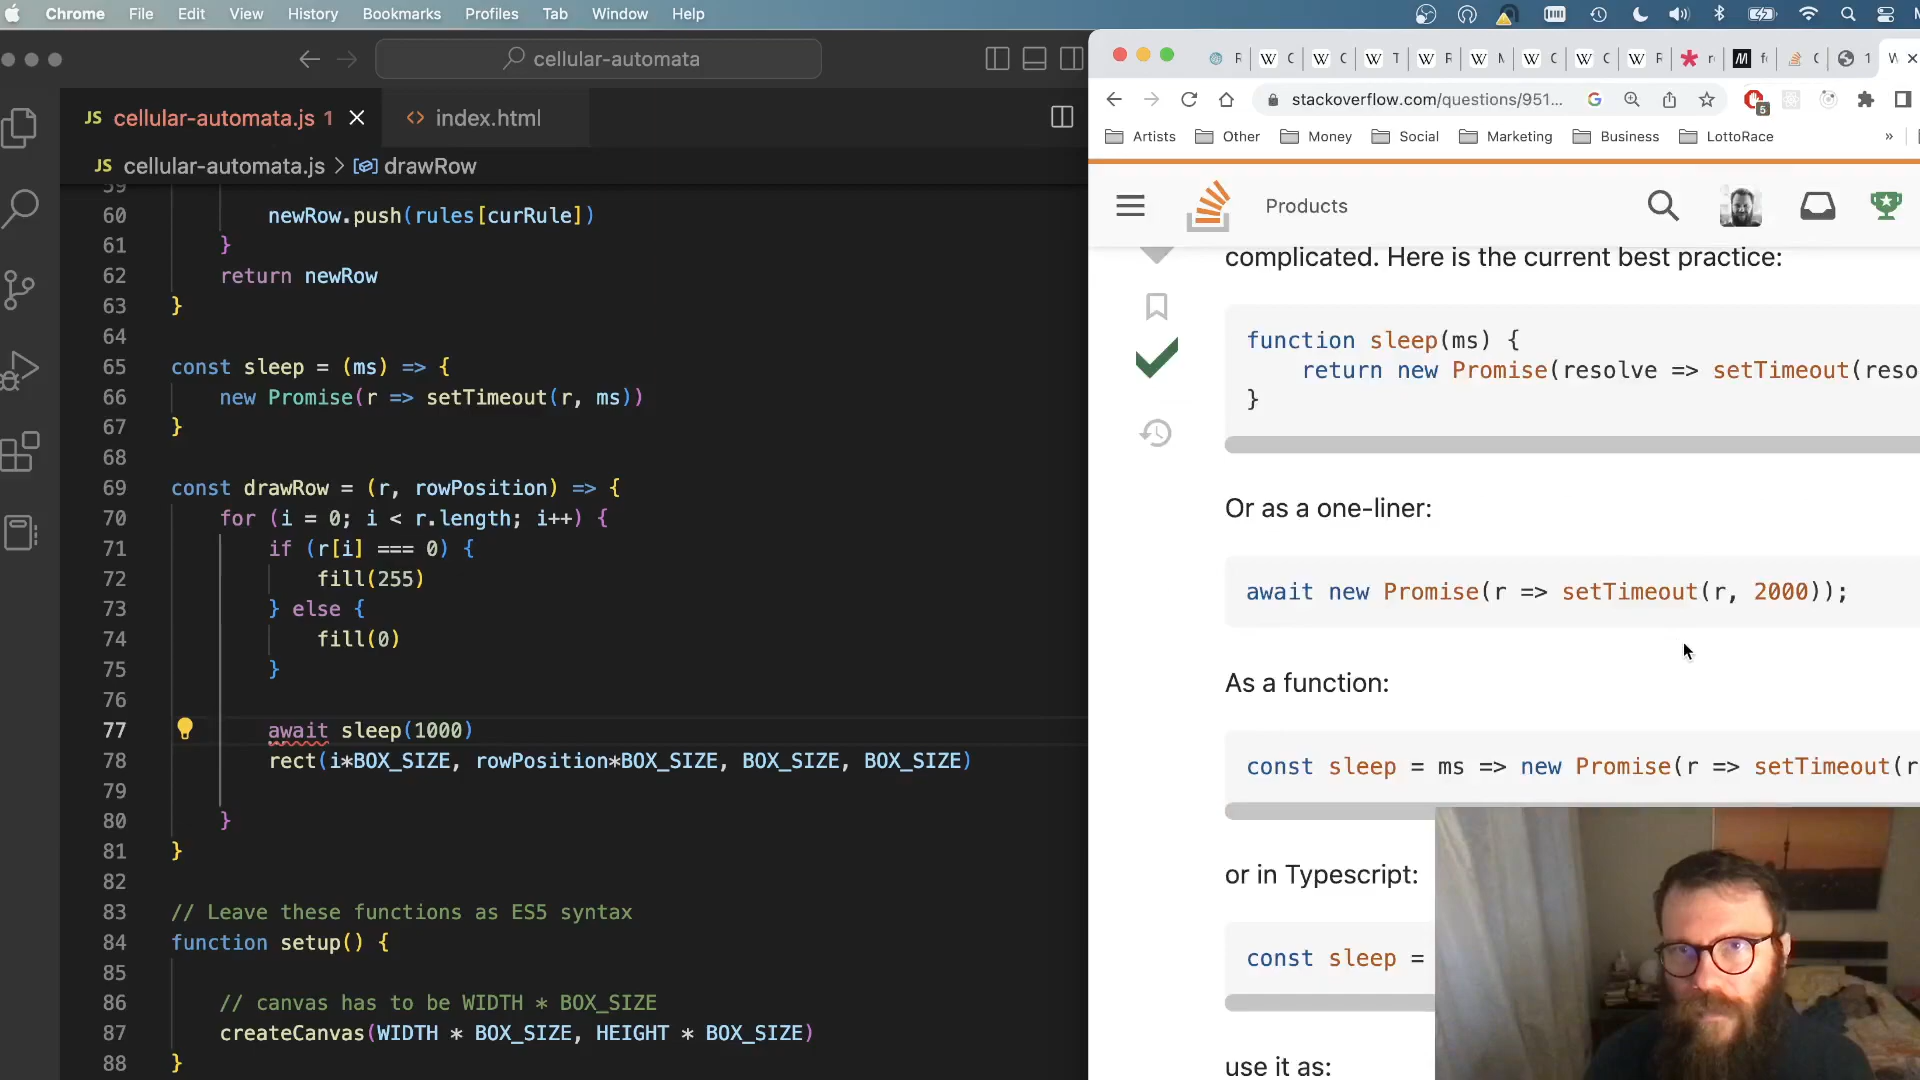 Chrome File Edit View History Bookmarks Profiles Tab Window Help
cellular-automata
JS cellular-automata.js 1
index.html
JS cellular-automata.js > drawRow
59
60 newRow.push(rules[curRule])
61 }
62 return newRow
63 }
64
65 const sleep = (ms) => {
66 new Promise(r => setTimeout(r, ms))
67 }
68
69 const drawRow = (r, rowPosition) => {
70 for (i = 0; i < r.length; i++) {
71 if (r[i] === 0) {
72 fill(255)
73 } else {
74 fill(0)
75 }
76
77 await sleep(1000)
78 rect(i*BOX_SIZE, rowPosition*BOX_SIZE, BOX_SIZE, BOX_SIZE)
79
80 }
81 }
82
83 // Leave these functions as ES5 syntax
84 function setup() {
85
86 // canvas has to be WIDTH * BOX_SIZE
87 createCanvas(WIDTH * BOX_SIZE, HEIGHT * BOX_SIZE)
88 }
stackoverflow.com/questions/951...
5
Artists Other Money Social Marketing Business LottoRace »
Products
complicated. Here is the current best practice:
function sleep(ms) {
return new Promise(resolve => setTimeout(reso
}
Or as a one-liner:
await new Promise(r => setTimeout(r, 2000));
As a function:
const sleep = ms => new Promise(r => setTimeout(r
or in Typescript:
const sleep =
use it as: